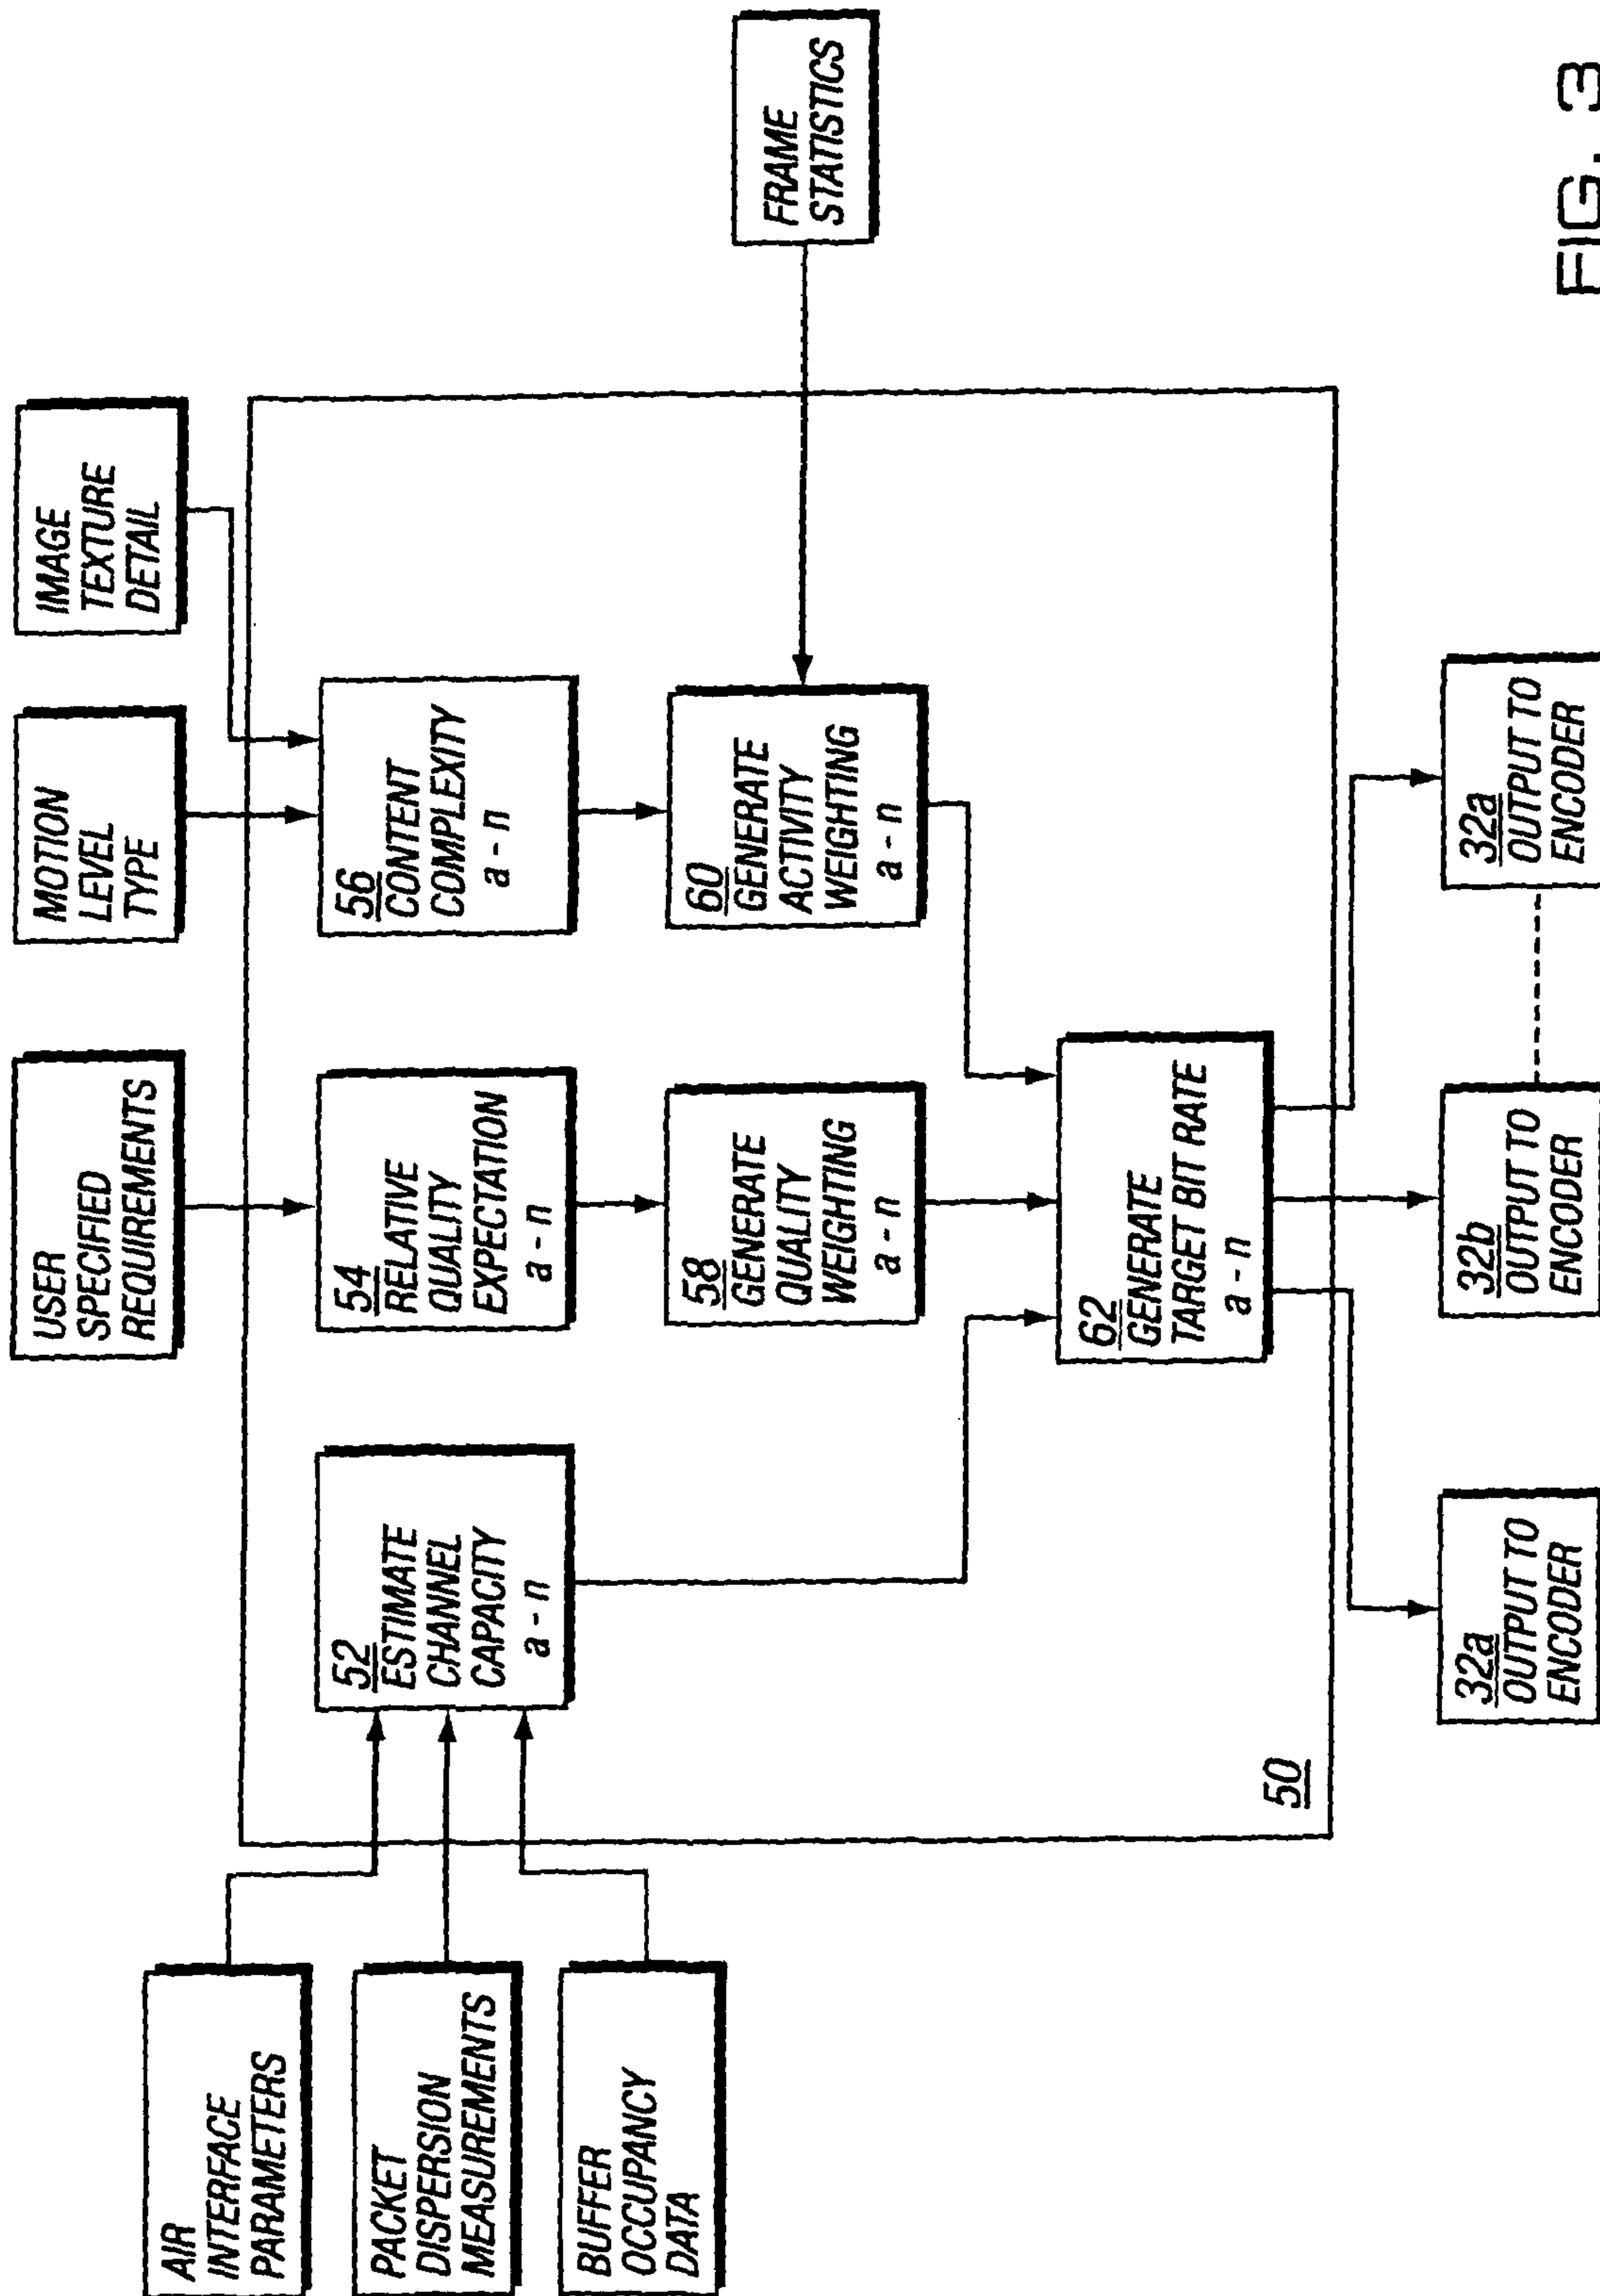 AIR
INTERFACE
PARAMETERS
PACKET
DISPERSION
MEASUREMENTS
BUFFER
OCCUPANCY
DATA
USER
SPECIFIED
REQUIREMENTS
MOTION
LEVEL
TYPE
IMAGE
TEXTURE
DETAIL
52
ESTIMATE
CHANNEL
CAPACITY
a - n
54
RELATIVE
QUALITY
EXPECTATION
a - n
56
CONTENT
COMPLEXITY
a - n
58
GENERATE
QUALITY
WEIGHTING
a - n
60
GENERATE
ACTIVITY
WEIGHTING
a - n
FRAME
STATISTICS
62
GENERATE
TARGET BIT RATE
a - n
50
32a
OUTPUT TO
ENCODER
32b
OUTPUT TO
ENCODER
32a
OUTPUT TO
ENCODER
FIG. 3